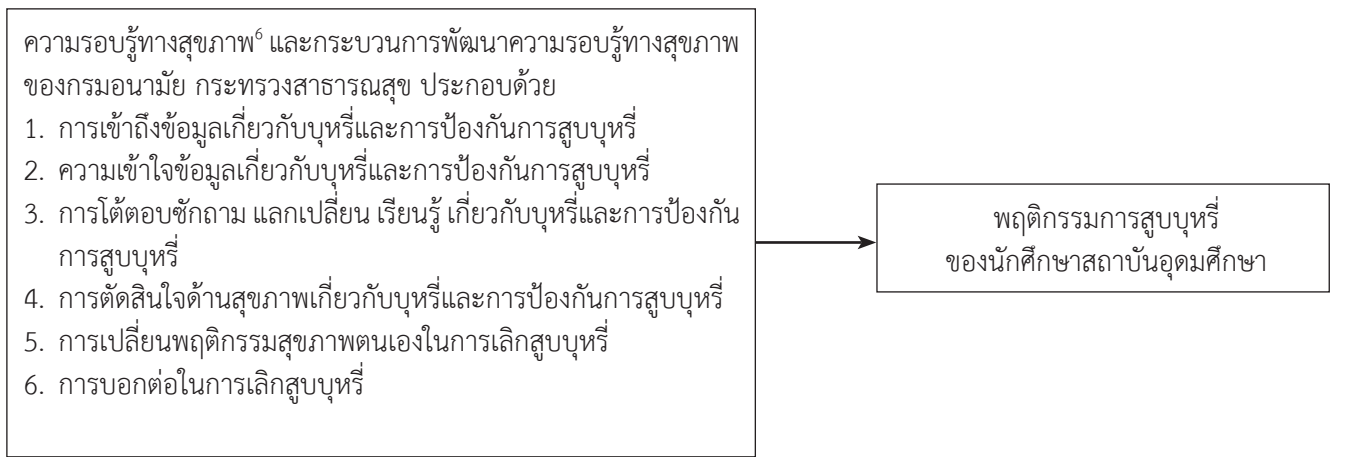 ความรอบรู้ทางสุขภาพ6 และกระบวนการพัฒนาความรอบรู้ทางสุขภาพ
ของกรมอนามัย กระทรวงสาธารณสุข ประกอบด้วย
1. การเข้าถึงข้อมูลเกี่ยวกับบุหรี่และการป้องกันการสูบบุหรี่
2. ความเข้าใจข้อมูลเกี่ยวกับบุหรี่และการป้องกันการสูบบุหรี่
3. การโต้ตอบซักถาม แลกเปลี่ยน เรียนรู้ เกี่ยวกับบุหรี่และการป้องกัน
การสูบบุหรี่
4. การตัดสินใจด้านสุขภาพเกี่ยวกับบุหรี่และการป้องกันการสูบบุหรี่
5. การเปลี่ยนพฤติกรรมสุขภาพตนเองในการเลิกสูบบุหรี่
6. การบอกต่อในการเลิกสูบบุหรี่
พฤติกรรมการสูบบุหรี่
ของนักศึกษาสถาบันอุดมศึกษา